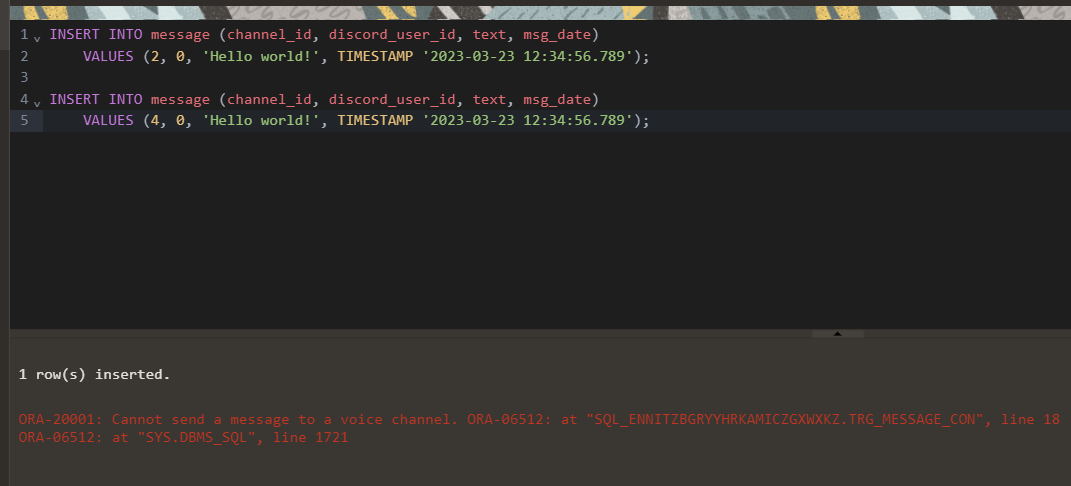 1 INSERT INTO message (channel_id, discord_user_id, text, msg_date)
2 VALUES (2, 0, 'Hello world!', TIMESTAMP '2023-03-23 12:34:56.789');
3
4 INSERT INTO message (channel_id, discord_user_id, text, msg_date)
5 VALUES (4, 0, 'Hello world!', TIMESTAMP '2023-03-23 12:34:56.789');
1 row(s) inserted.
ORA-20001: Cannot send a message to a voice channel. ORA-06512: at "SQL_ENNITZBGRYYHRKAMICZGXWXKZ.TRG_MESSAGE_CON", line 18
ORA-06512: at "SYS.DBMS_SQL", line 1721